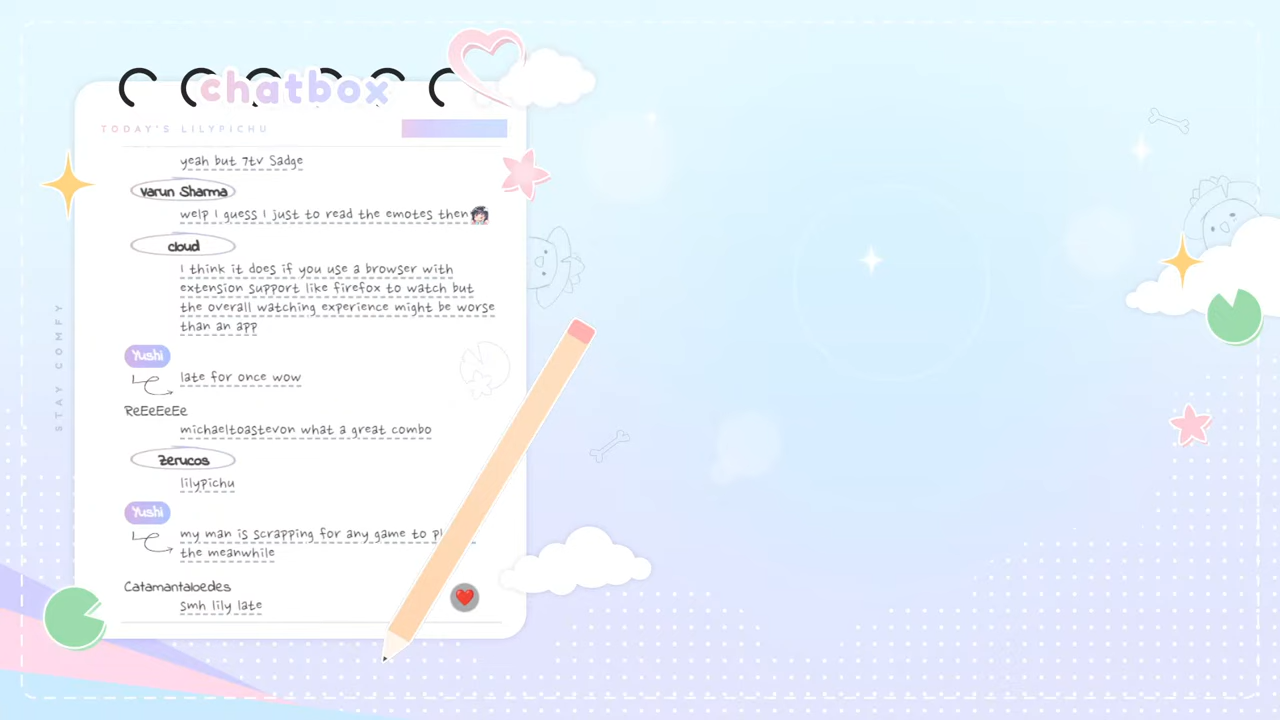 chatbox
TODAY'S LILYPICHU
yeah but 7tv Sadge
Varun Sharma
welp I guess I just to read the emotes then
cloud
I think it does if you use a browser with
extension support like firefox to watch but
the overall watching experience might be worse
than an app
Yushi
late for once wow
ReEeEeEe
michaeltoastevon what a great combo
Zerucos
lilypichu
Yushi
my man is scrapping for any game to
the meanwhile
Catamantaloedes
smh lily late
STAY COMFY